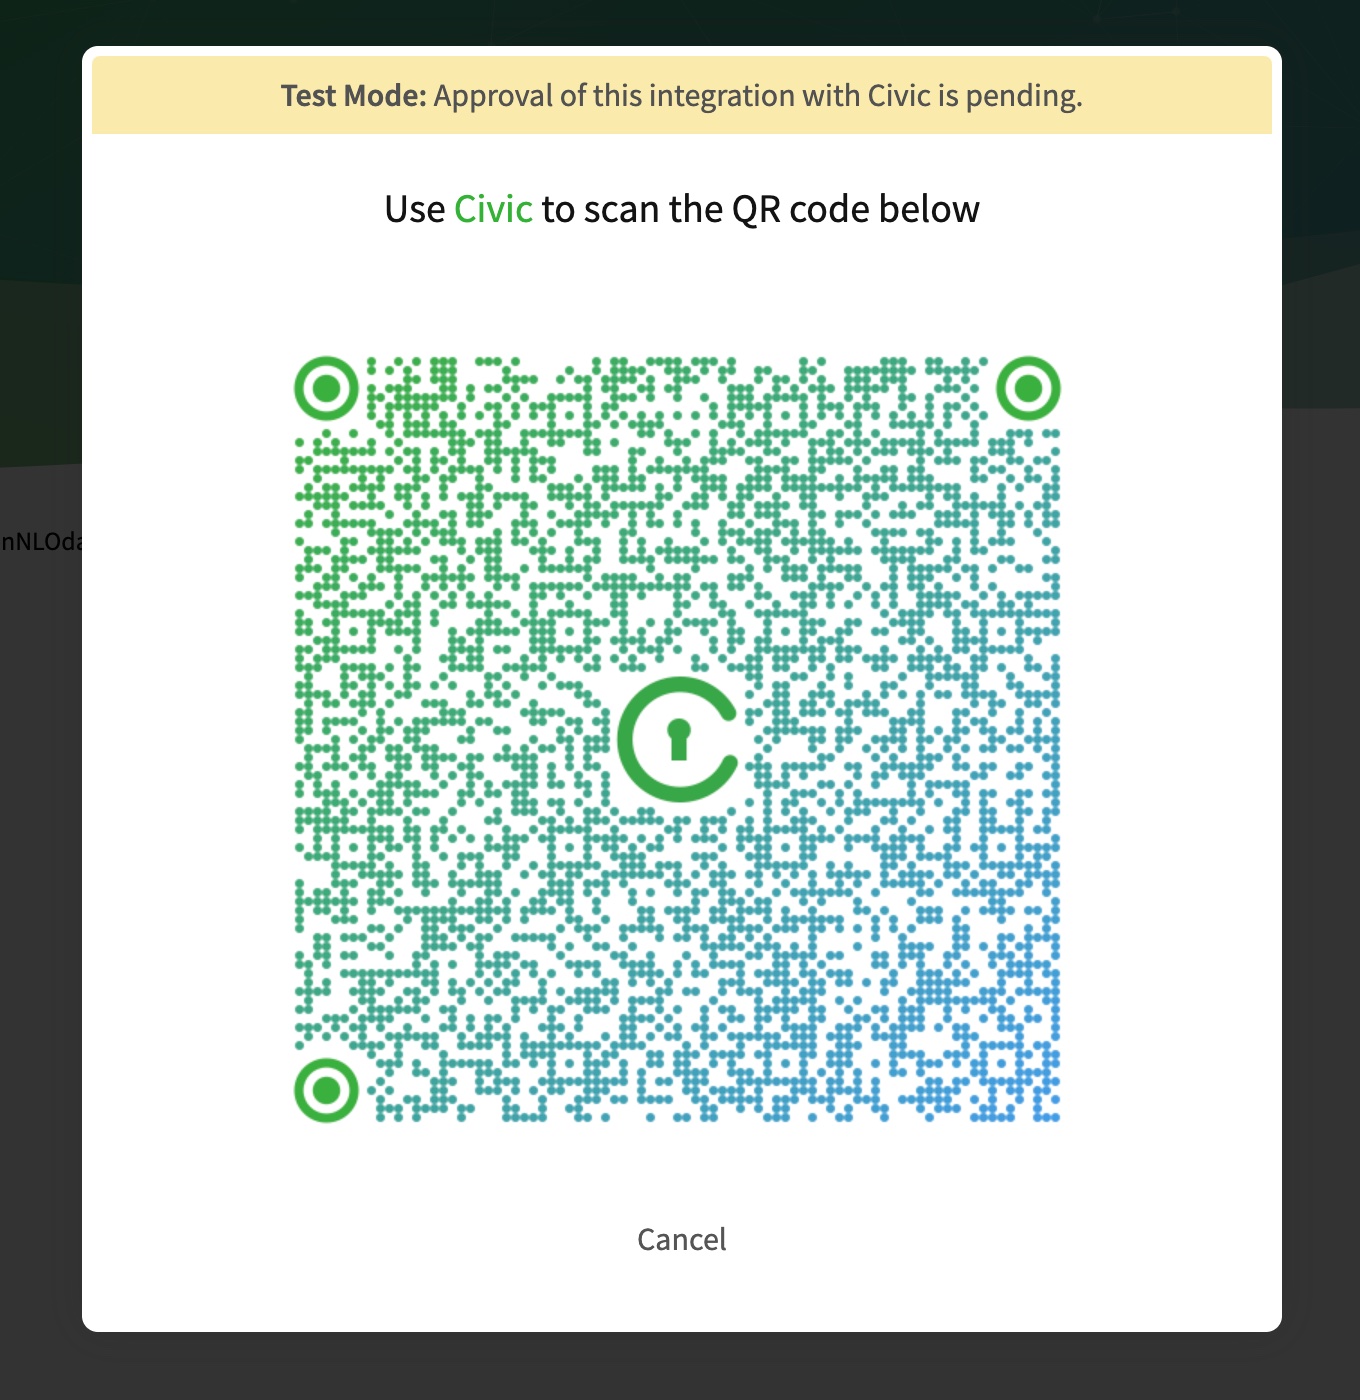 Test Mode: Approval of this integration with Civic is pending.
Use Civic to scan the QR code below
nNLOda
Cancel